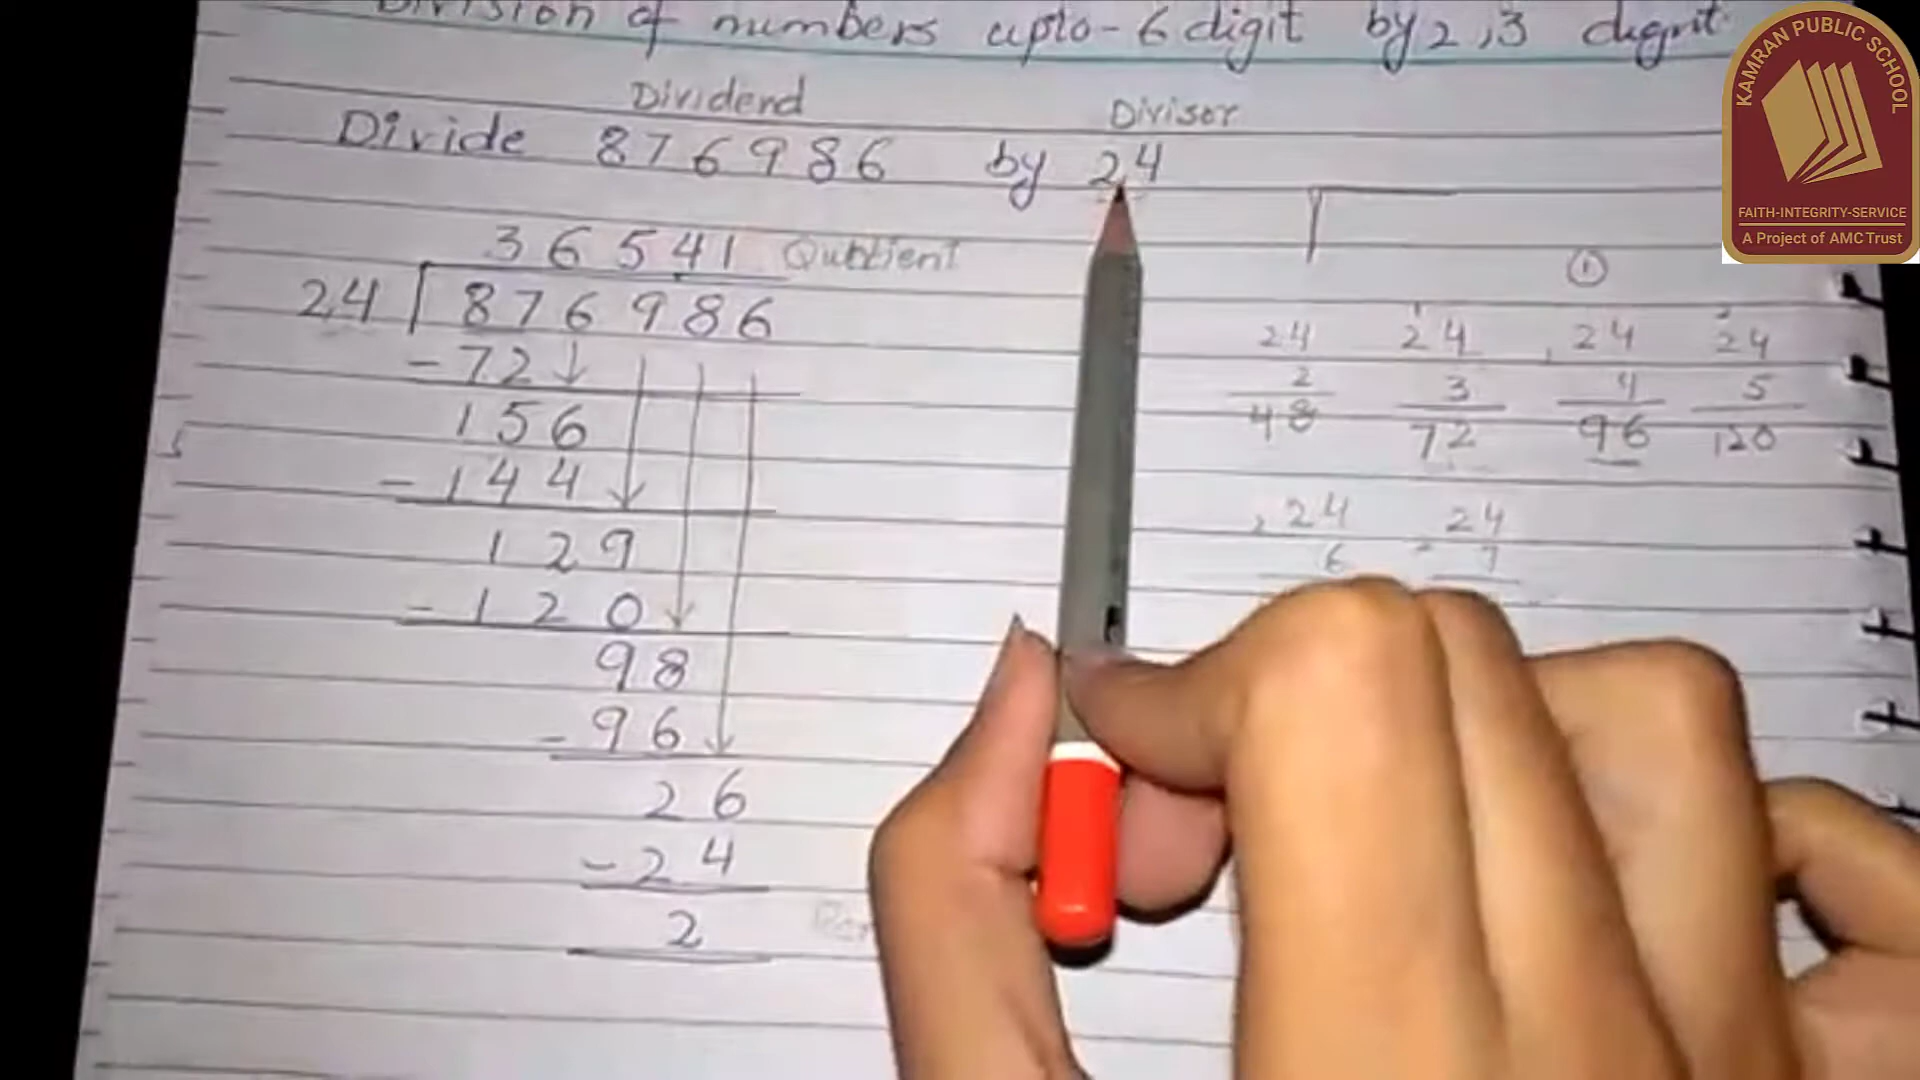 Division of numbers upto-6 digit by 2,3 digit
Dividend Divisor
Divide 876986 by 24
36541 Quotient
24 876986
-72
156
-144
129
-120
98
-96
26
-24
2
1
24 24 24 24
2 3 4 5
48 72 96 120
24 24
6 7
KAMRAN PUBLIC SCHOOL
FAITH-INTEGRITY-SERVICE
A Project of AMC Trust